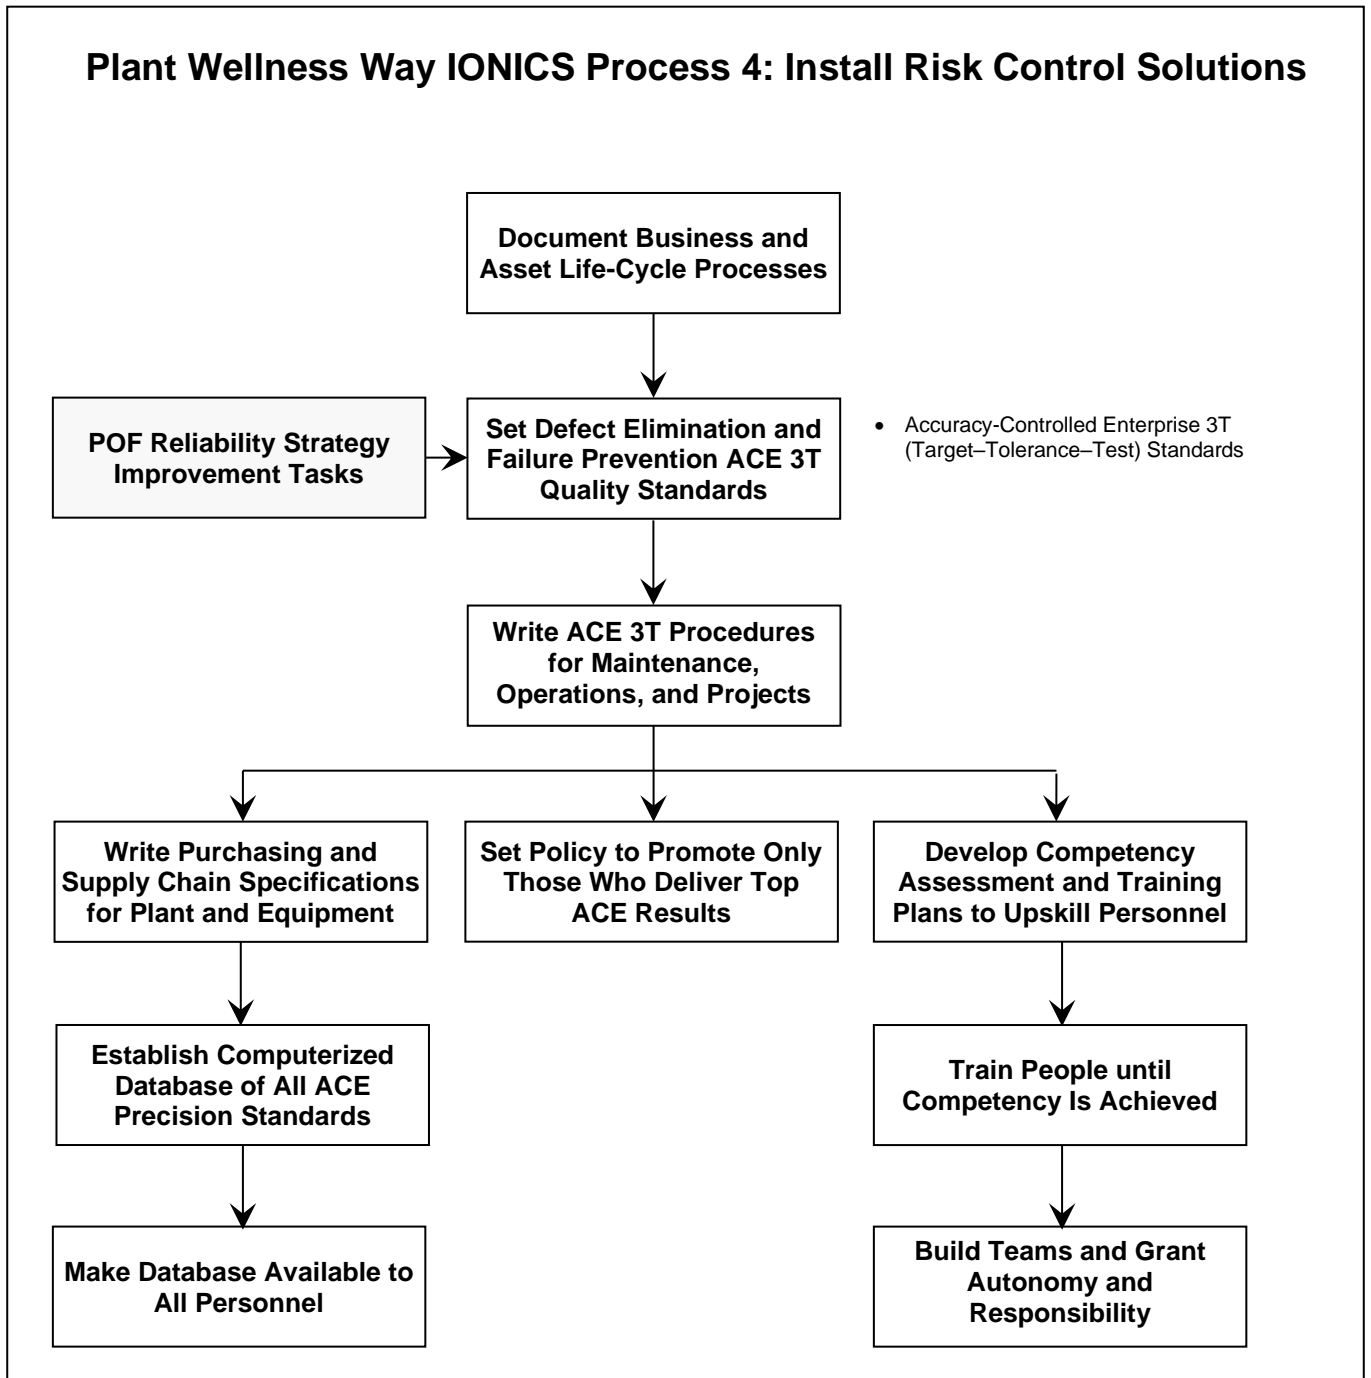 Plant Wellness Way IONICS Process 4: Install Risk Control Solutions
Document Business and
Asset Life-Cycle Processes
POF Reliability Strategy
Improvement Tasks
Set Defect Elimination and
Failure Prevention ACE 3T
Quality Standards
• Accuracy-Controlled Enterprise 3T
(Target–Tolerance–Test) Standards
Write ACE 3T Procedures
for Maintenance,
Operations, and Projects
Write Purchasing and
Supply Chain Specifications
for Plant and Equipment
Set Policy to Promote Only
Those Who Deliver Top
ACE Results
Develop Competency
Assessment and Training
Plans to Upskill Personnel
Establish Computerized
Database of All ACE
Precision Standards
Train People until
Competency Is Achieved
Make Database Available to
All Personnel
Build Teams and Grant
Autonomy and
Responsibility